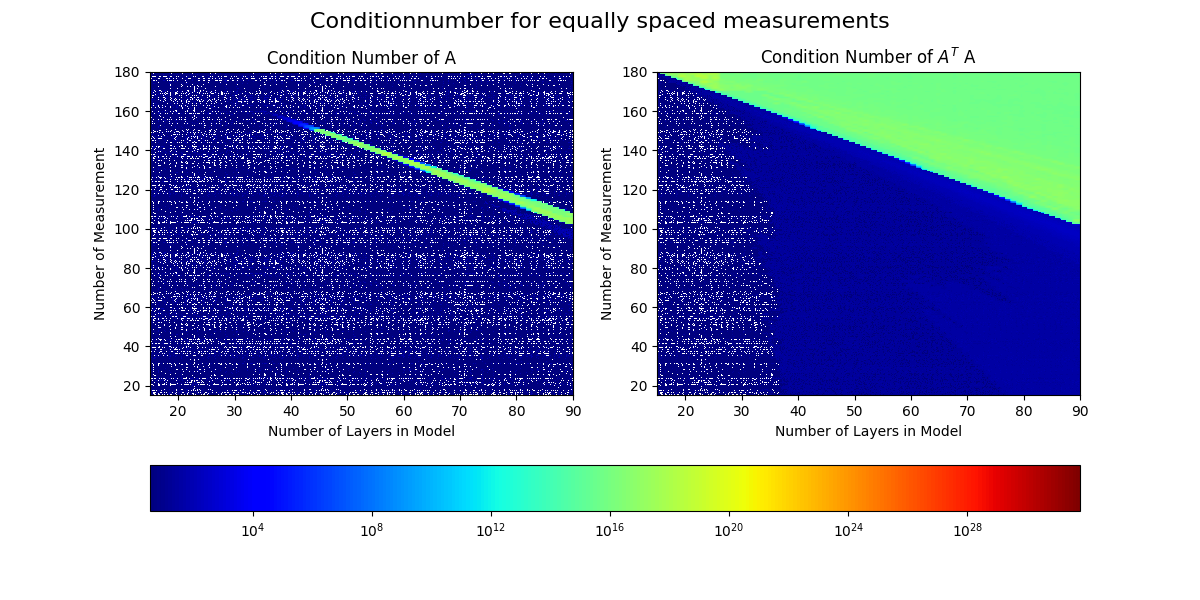 Conditionnumber for equally spaced measurements
Condition Number of A
Number of Measurement
180
160
140
120
100
80
60
40
20
20 30 40 50 60 70 80 90
Number of Layers in Model
Condition Number of A^T A
Number of Measurement
180
160
140
120
100
80
60
40
20
20 30 40 50 60 70 80 90
Number of Layers in Model
10^4 10^8 10^12 10^16 10^20 10^24 10^28